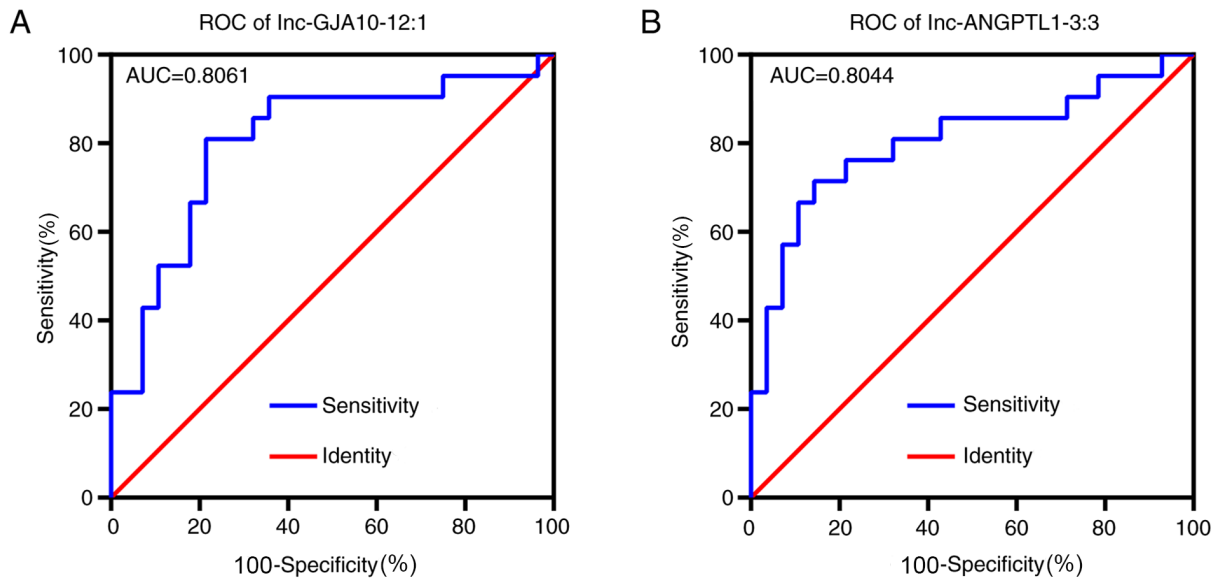 A
ROC of lnc-GJA10-12:1
AUC=0.8061
100
80
60
40
20
0
Sensitivity(%)
Sensitivity
Identity
0 20 40 60 80 100
100-Specificity(%)
B
ROC of lnc-ANGPTL1-3:3
AUC=0.8044
100
80
60
40
20
0
Sensitivity(%)
Sensitivity
Identity
0 20 40 60 80 100
100-Specificity(%)